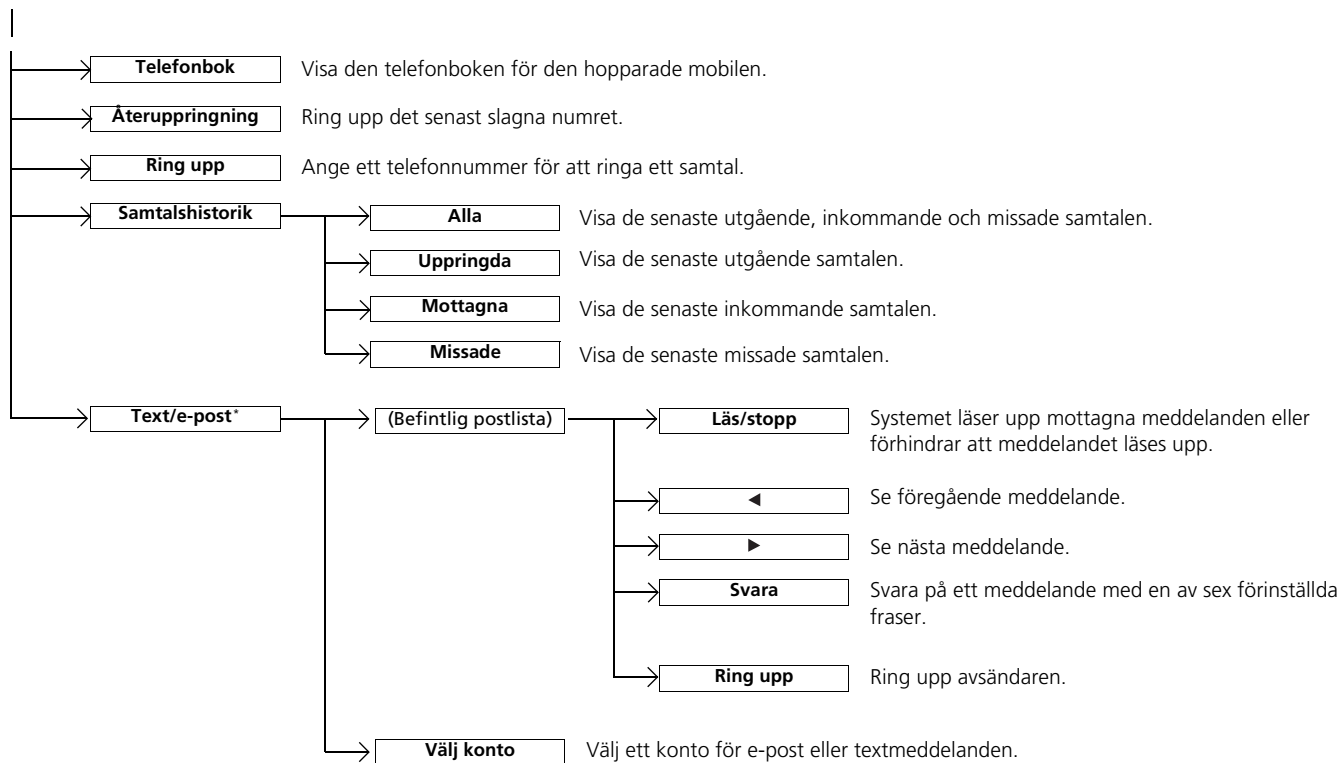 Telefonbok Visa den telefonboken för den hopparade mobilen.
Återuppringning Ring upp det senast slagna numret.
Ring upp Ange ett telefonnummer för att ringa ett samtal.
Samtalshistorik Alla Visa de senaste utgående, inkommande och missade samtalen.
Uppringda Visa de senaste utgående samtalen.
Mottagna Visa de senaste inkommande samtalen.
Missade Visa de senaste missade samtalen.
Text/e-post* (Befintlig postlista) Läs/stopp Systemet läser upp mottagna meddelanden eller
förhindrar att meddelandet läses upp.
◄ Se föregående meddelande.
► Se nästa meddelande.
Svara Svara på ett meddelande med en av sex förinställda
fraser.
Ring upp Ring upp avsändaren.
Välj konto Välj ett konto för e-post eller textmeddelanden.